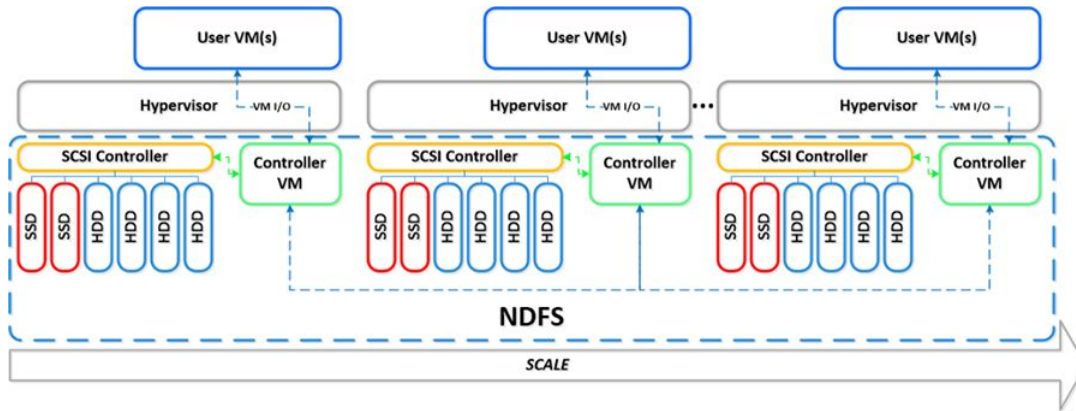 User VM(s)
User VM(s)
User VM(s)
Hypervisor
VM I/O
Hypervisor
VM I/O
...
Hypervisor
VM I/O
SCSI Controller
Controller
VM
SCSI Controller
Controller
VM
SCSI Controller
Controller
VM
SSD
SSD
HDD
HDD
HDD
HDD
SSD
SSD
HDD
HDD
HDD
HDD
SSD
SSD
HDD
HDD
HDD
HDD
NDFS
SCALE